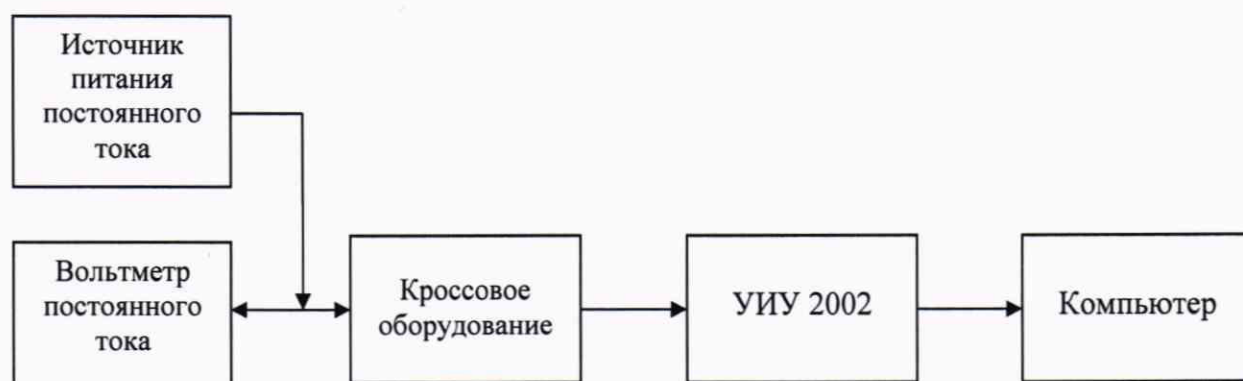 Источник
питания
постоянного
тока
Вольтметр
постоянного
тока
Кроссовое
оборудование
УИУ 2002
Компьютер